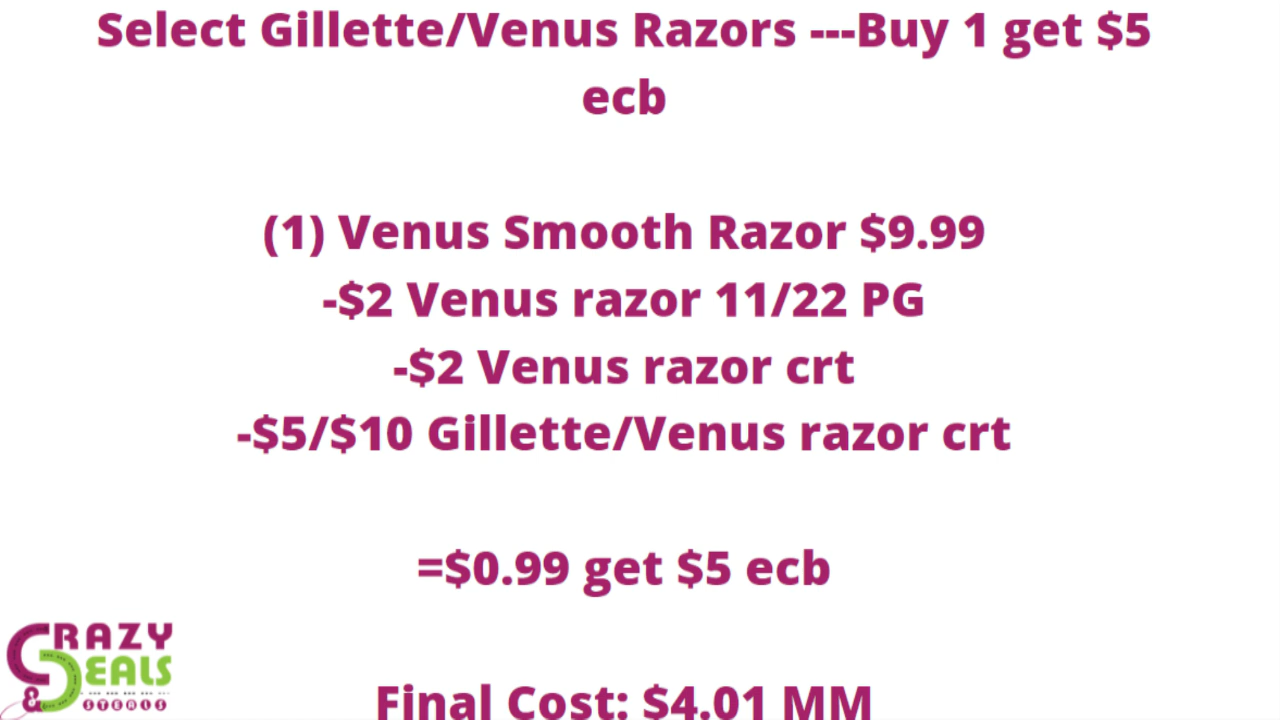 Select Gillette/Venus Razors ---Buy 1 get $5
ecb
(1) Venus Smooth Razor $9.99
-$2 Venus razor 11/22 PG
-$2 Venus razor crt
-$5/$10 Gillette/Venus razor crt
=$0.99 get $5 ecb
Final Cost: $4.01 MM
CRAZY
DEALS
& STEALS